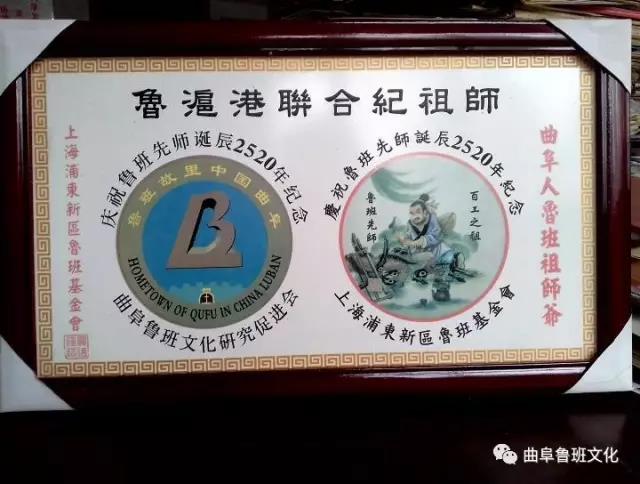 魯滬港聯合紀祖師
上海浦東新區魯班基金會
庆祝鲁班先师诞辰2520年纪念
魯班故里中国曲阜
HOMETOWN OF QUFU IN CHINA LUBAN
曲阜鲁班文化研究促进会
慶祝魯班先師誕辰2520年紀念
魯班先師
百工之祖
上海浦東新區魯班基金會
曲阜人魯班祖師爺
曲阜鲁班文化